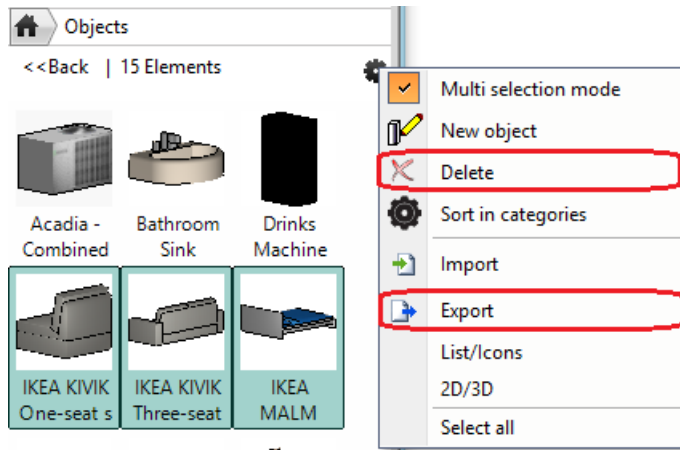 Objects
<<Back | 15 Elements
Acadia -
Combined
Bathroom
Sink
Drinks
Machine
IKEA KIVIK
One-seat s
IKEA KIVIK
Three-seat
IKEA
MALM
Multi selection mode
New object
Delete
Sort in categories
Import
Export
List/Icons
2D/3D
Select all